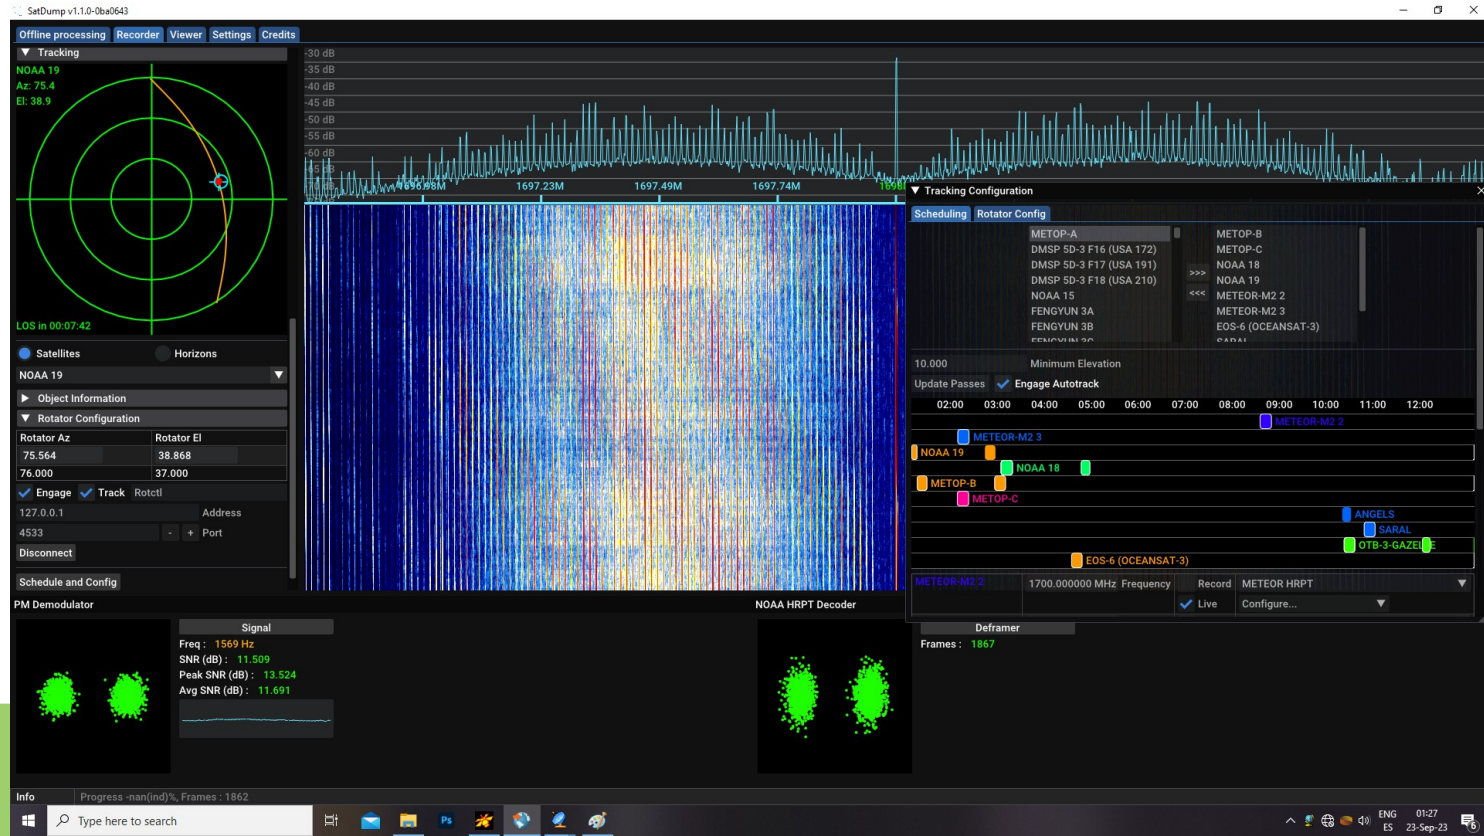 SatDump v1.1.0-0ba0643
Offline processing Recorder Viewer Settings Credits
Tracking
NOAA 19
Az: 75.4
El: 38.9
LOS in 00:07:42
Satellites Horizons
NOAA 19
Object Information
Rotator Configuration
Rotator Az Rotator El
75.564 38.868
76.000 37.000
Engage Track Rotctl
127.0.0.1 Address
4533 - + Port
Disconnect
Schedule and Config
-30 dB
-35 dB
-40 dB
-45 dB
-50 dB
-55 dB
-60 dB
1697.23M 1697.49M 1697.74M
Tracking Configuration
Scheduling Rotator Config
METOP-A
DMSP 5D-3 F16 (USA 172)
DMSP 5D-3 F17 (USA 191)
DMSP 5D-3 F18 (USA 210)
NOAA 15
FENGYUN 3A
FENGYUN 3B
FENGYUN 3C
>>>
<<<
METOP-B
METOP-C
NOAA 18
NOAA 19
METEOR-M2 2
METEOR-M2 3
EOS-6 (OCEANSAT-3)
SARAL
10.000 Minimum Elevation
Update Passes Engage Autotrack
02:00 03:00 04:00 05:00 06:00 07:00 08:00 09:00 10:00 11:00 12:00
METEOR-M2 2
METEOR-M2 3
NOAA 19
NOAA 18
METOP-B
METOP-C
ANGELS
SARAL
OTB-3-GAZELLE
EOS-6 (OCEANSAT-3)
METEOR-M2 2 1700.000000 MHz Frequency Record METEOR HRPT
Live Configure...
PM Demodulator
Signal
Freq : 1569 Hz
SNR (dB) : 11.509
Peak SNR (dB) : 13.524
Avg SNR (dB) : 11.691
NOAA HRPT Decoder
Deframer
Frames : 1867
Info Progress -nan(ind)%, Frames : 1862
Type here to search
Ps
ENG
ES
01:27
23-Sep-23
6